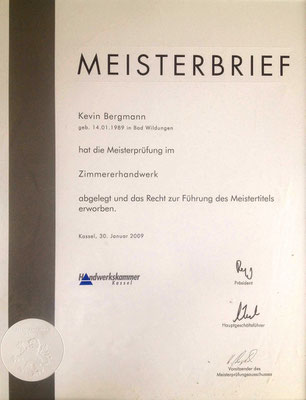 MEISTERBRIEF
Kevin Bergmann
geb. 14.01.1989 in Bad Wildungen
hat die Meisterprüfung im
Zimmererhandwerk
abgelegt und das Recht zur Führung des Meistertitels
erworben.
Kassel, 30. Januar 2009
Handwerkskammer
Kassel
Präsident
Hauptgeschäftsführer
Vorsitzender des
Meisterprüfungsausschusses